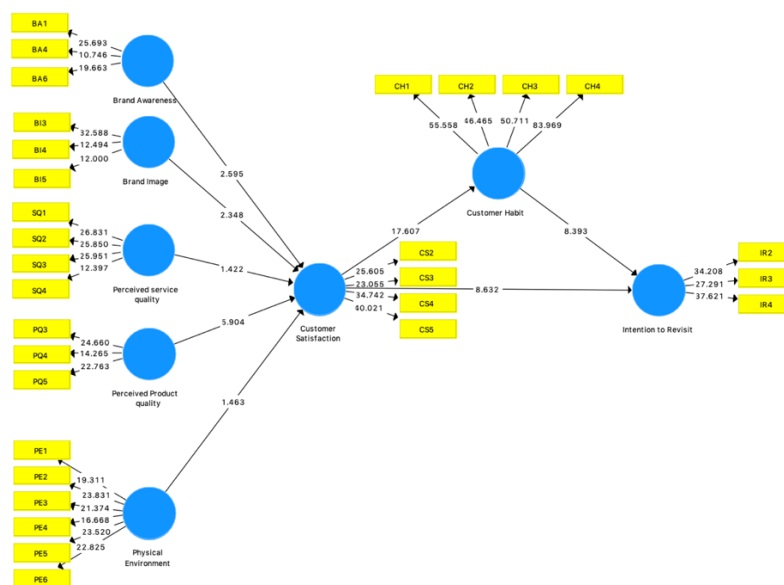 BA1
25.693
BA4
10.746
19.663
BA6
Brand Awareness
BI3
32.588
12.494
BI4
12.000
BI5
Brand Image
SQ1
26.831
SQ2
25.850
25.951
SQ3
12.397
SQ4
Perceived service
quality
PQ3
24.660
PQ4
14.265
22.763
PQ5
Perceived Product
quality
PE1
19.311
PE2
23.831
PE3
21.374
16.668
PE4
23.520
PE5
22.825
PE6
Physical
Environment
2.595
2.348
1.422
5.904
1.463
Customer
Satisfaction
CS2
25.605
CS3
23.055
34.742
CS4
40.021
CS5
17.607
8.632
CH1
CH2
CH3
CH4
55.558
46.465
50.711
83.969
Customer Habit
8.393
IR2
34.208
IR3
27.291
37.621
IR4
Intention to Revisit